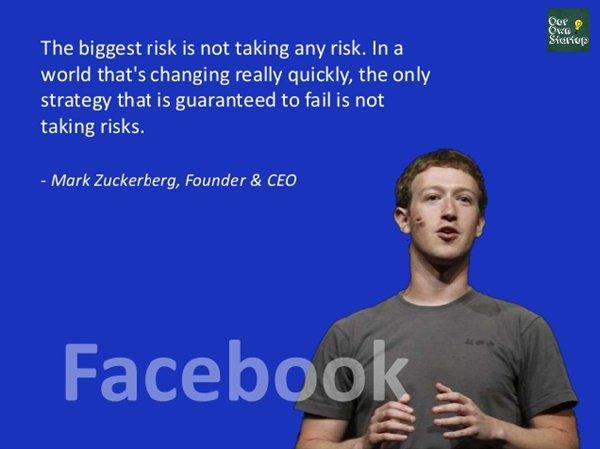 Our
Own
Startup
The biggest risk is not taking any risk. In a
world that's changing really quickly, the only
strategy that is guaranteed to fail is not
taking risks.
- Mark Zuckerberg, Founder & CEO
Facebook